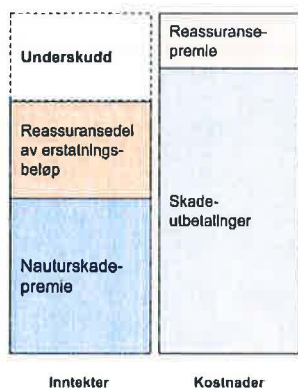 Underskudd
Reassuransedel
av erstatnings-
beløp
Nauturskade-
premie
Inntekter
Reassuranse-
premie
Skade-
utbetalinger
Kostnader